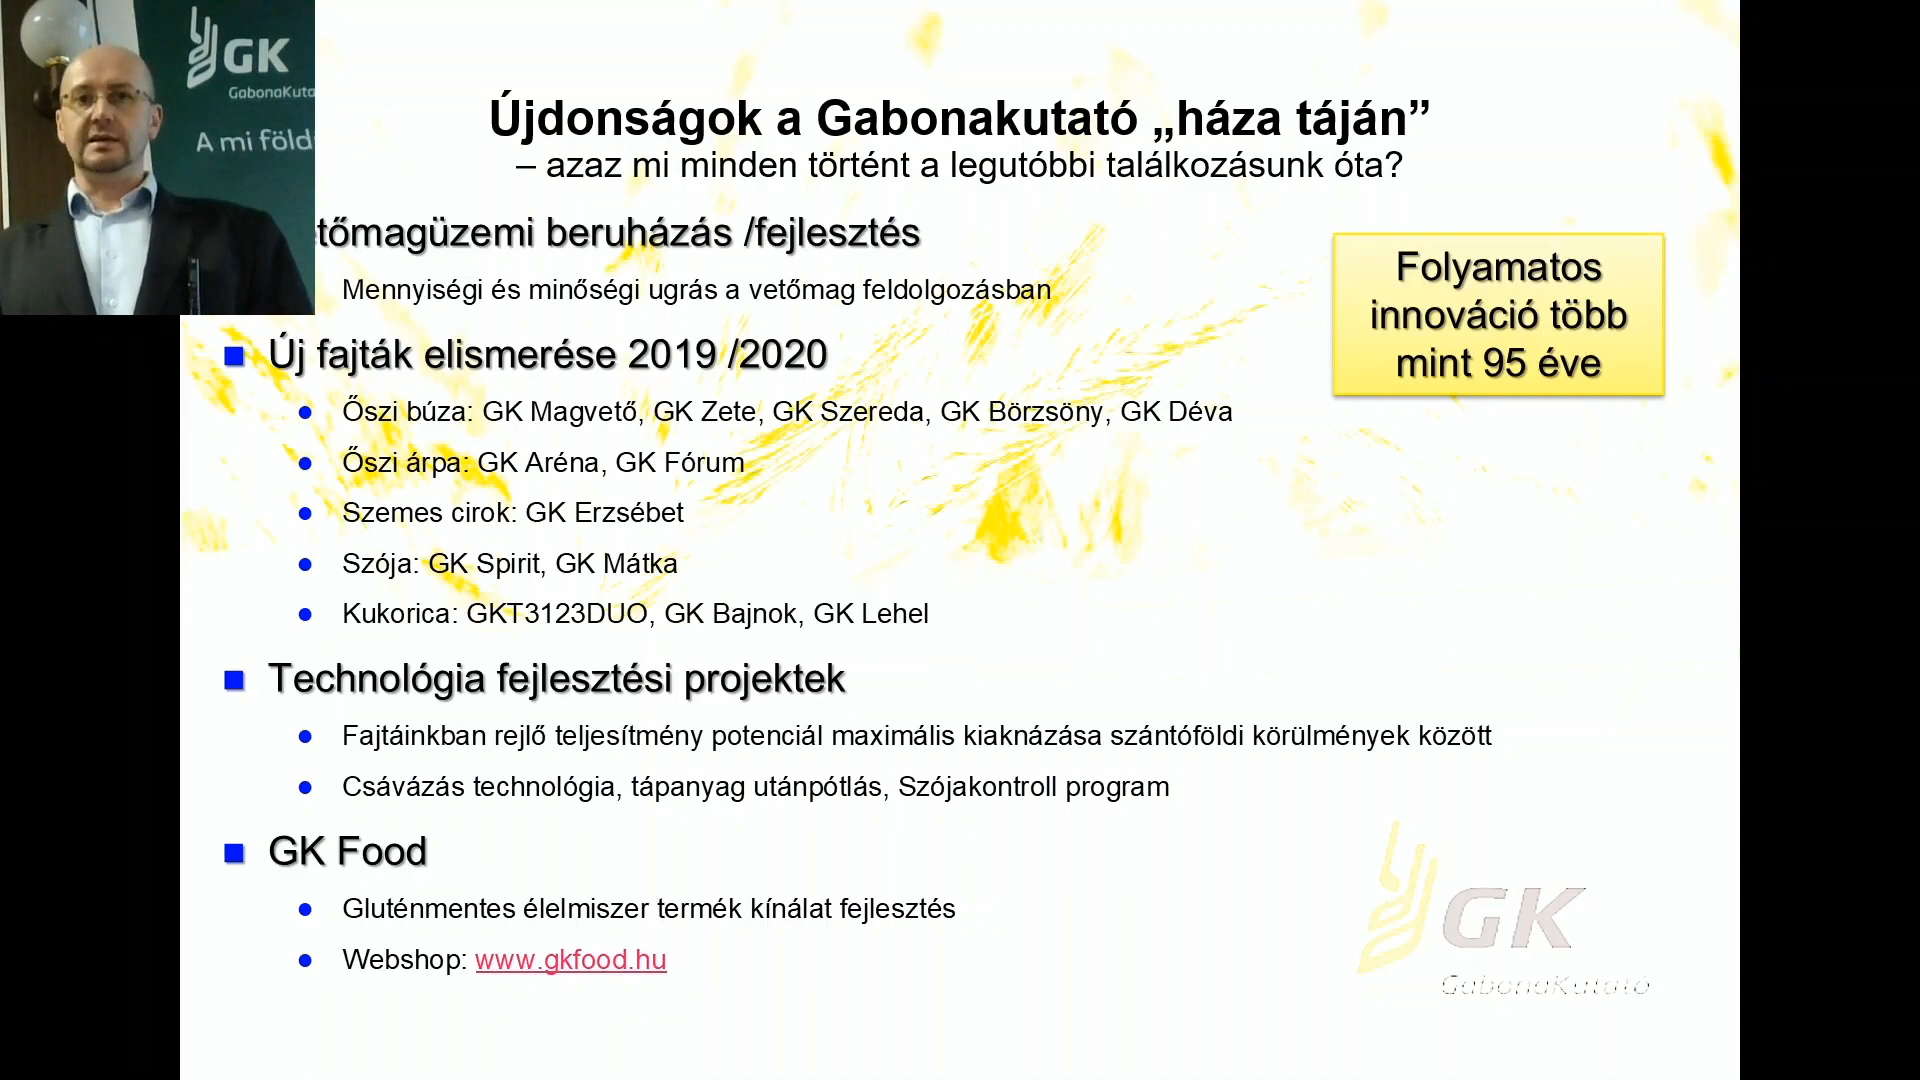 GK
GabonaKuta
A mi föld
Újdonságok a Gabonakutató „háza táján”
– azaz mi minden történt a legutóbbi találkozásunk óta?
tőmagüzemi beruházás /fejlesztés
Mennyiségi és minőségi ugrás a vetőmag feldolgozásban
Folyamatos
innováció több
mint 95 éve
Új fajták elismerése 2019 /2020
Őszi búza: GK Magvető, GK Zete, GK Szereda, GK Börzsöny, GK Déva
Őszi árpa: GK Aréna, GK Fórum
Szemes cirok: GK Erzsébet
Szója: GK Spirit, GK Mátka
Kukorica: GKT3123DUO, GK Bajnok, GK Lehel
Technológia fejlesztési projektek
Fajtáinkban rejlő teljesítmény potenciál maximális kiaknázása szántóföldi körülmények között
Csávázás technológia, tápanyag utánpótlás, Szójakontroll program
GK Food
Gluténmentes élelmiszer termék kínálat fejlesztés
Webshop: www.gkfood.hu
GK
GabonaKutató